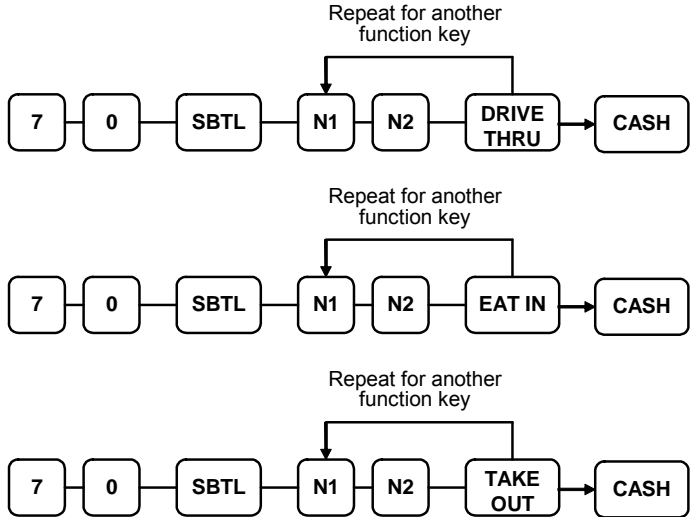 Repeat for another
function key
7 0 SBTL N1 N2 DRIVE THRU CASH
Repeat for another
function key
7 0 SBTL N1 N2 EAT IN CASH
Repeat for another
function key
7 0 SBTL N1 N2 TAKE OUT CASH